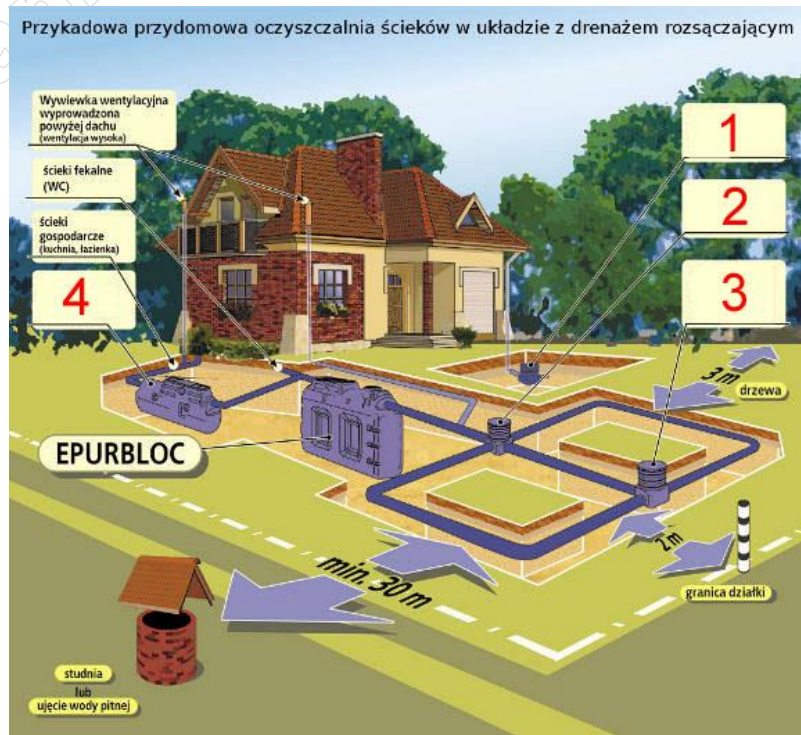 Przykadowa przydomowa oczyszczalnia ścieków w układzie z drenażem rozsączającym
Wywiewka wentylacyjna
wyprowadzona
powyżej dachu
(wentylacja wysoka)
ścieki fekalne
(WC)
ścieki
gospodarcze
(kuchnia, łazienka)
4
1
2
3
EPURBLOC
3 m
drzewa
2 m
granica działki
min. 30 m
studnia
lub
ujęcie wody pitnej